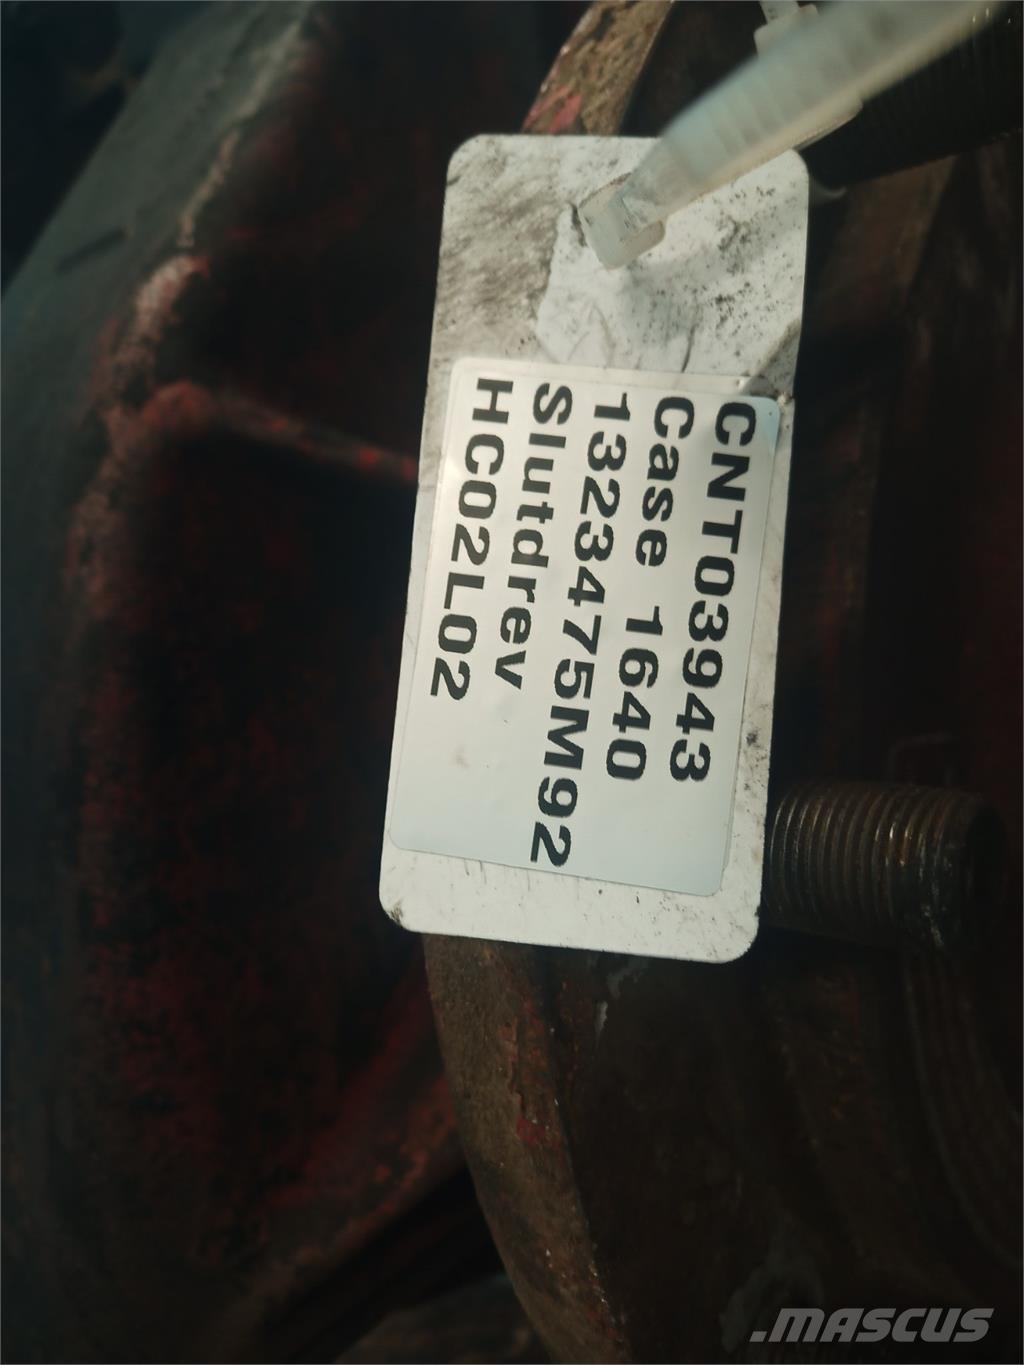 CNT03943
Case 1640
1323475M92
Slutdrev
HC02L02
.MASCUS